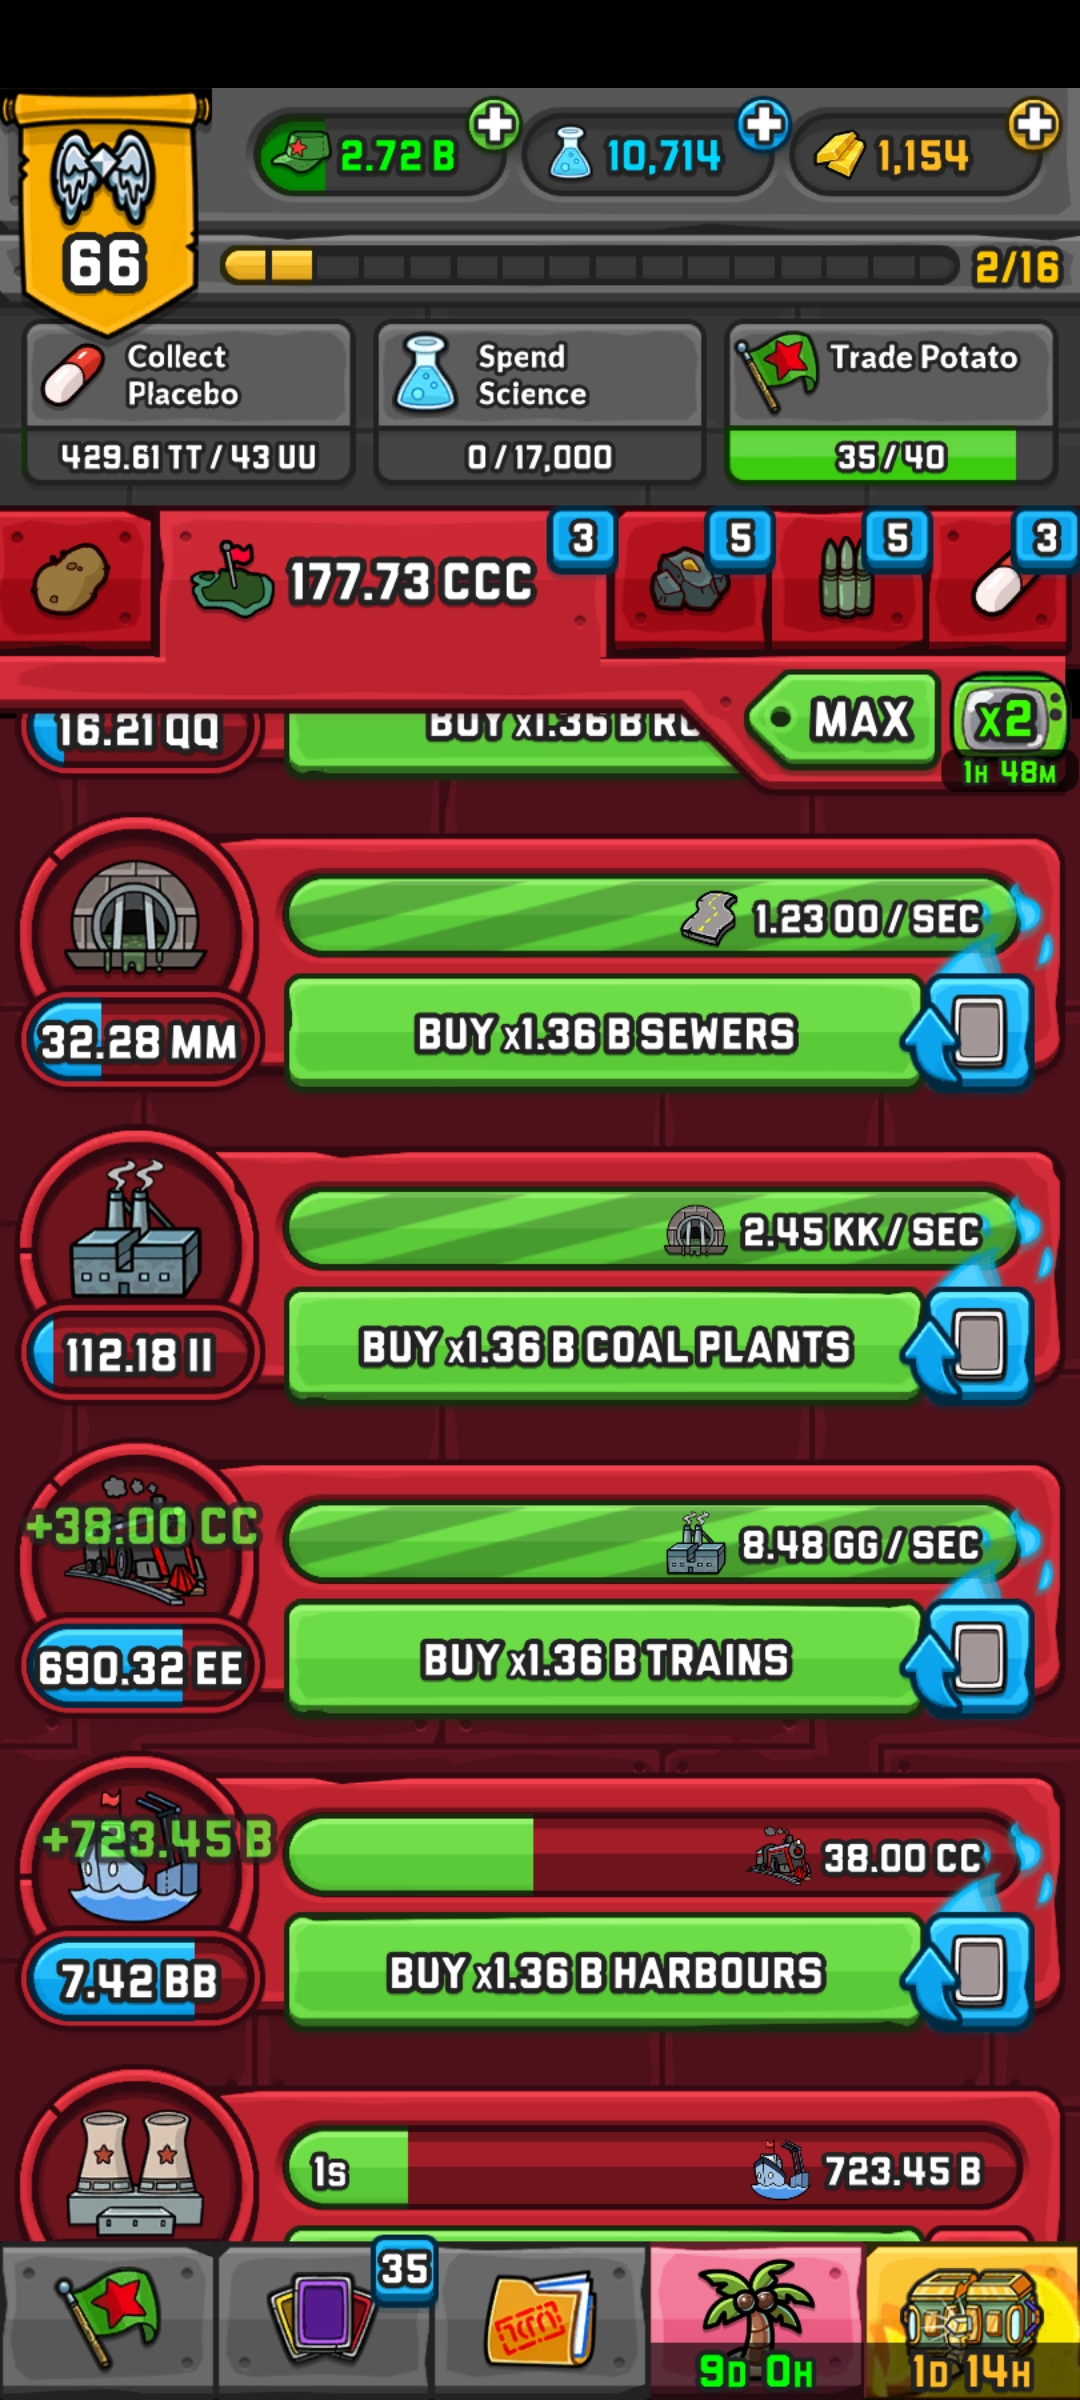 2.72 B
10,714
1,154
66
2/16
Collect
Placebo
429.61 TT / 43 UU
Spend
Science
0 / 17,000
Trade Potato
35 / 40
177.73 CCC
3
5
5
3
MAX
x2
1H 48M
16.21 QQ
BUY x1.36 B
1.23 OO / SEC
32.28 MM
BUY x1.36 B SEWERS
2.45 KK / SEC
112.18 II
BUY x1.36 B COAL PLANTS
+38.00 CC
8.48 GG / SEC
690.32 EE
BUY x1.36 B TRAINS
+723.45 B
38.00 CC
7.42 BB
BUY x1.36 B HARBOURS
1s
723.45 B
35
9D 0H
1D 14H